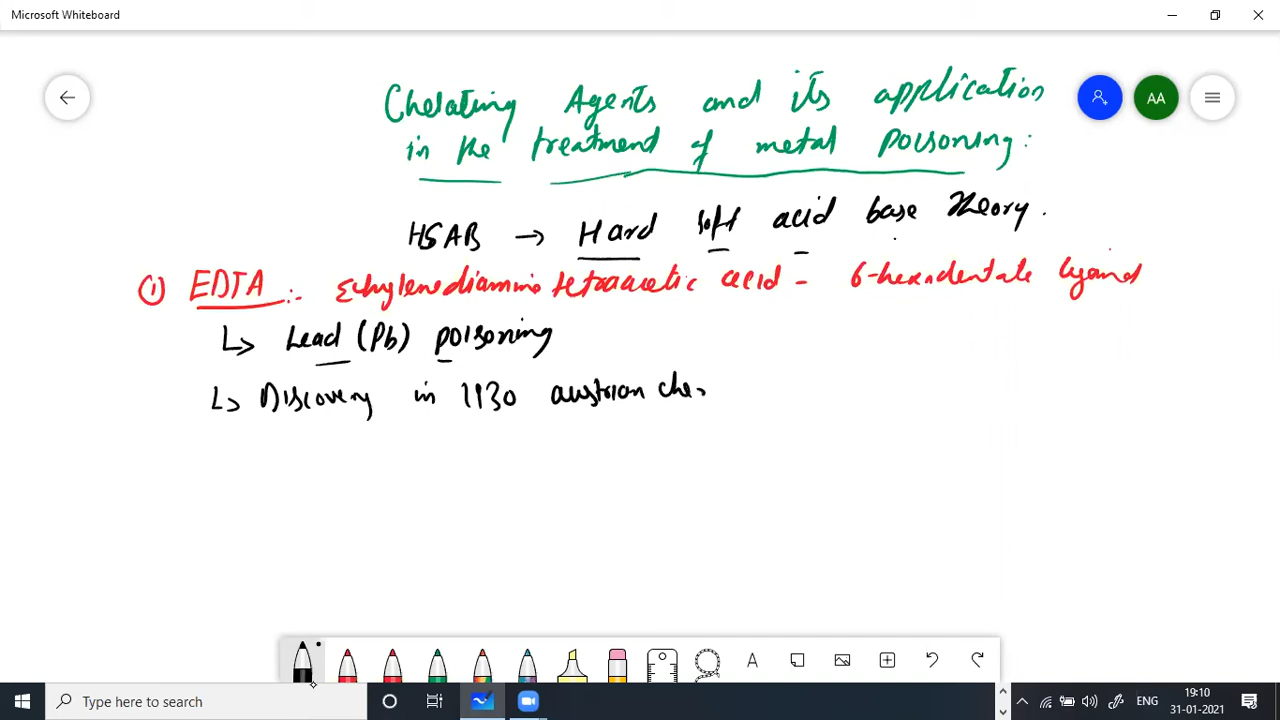 Microsoft Whiteboard
Chelating Agents and its application
in the treatment of metal Poisoning:
AA
HSAB → Hard soft acid base Theory.
① EDTA :- Ethylenediamine tetraacetic acid - 6-hexadentate ligand
↳ Lead (Pb) poisoning
↳ Discovery in 1930 austrian che
A
Type here to search
ENG
19:10
31-01-2021